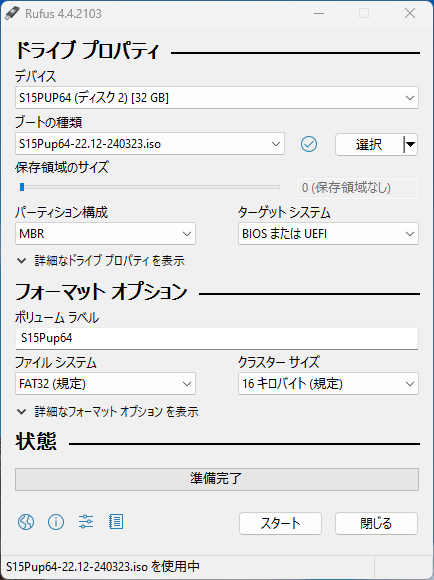 Rufus 4.4.2103
ドライブ プロパティ
デバイス
S15PUP64 (ディスク 2) [32 GB]
ブートの種類
S15Pup64-22.12-240323.iso
選択
保存領域のサイズ
0 (保存領域なし)
パーティション構成 ターゲット システム
MBR BIOS または UEFI
詳細なドライブ プロパティを表示
フォーマット オプション
ボリューム ラベル
S15Pup64
ファイル システム クラスター サイズ
FAT32 (規定) 16 キロバイト (規定)
詳細なフォーマット オプションを表示
状態
準備完了
スタート 閉じる
S15Pup64-22.12-240323.iso を使用中